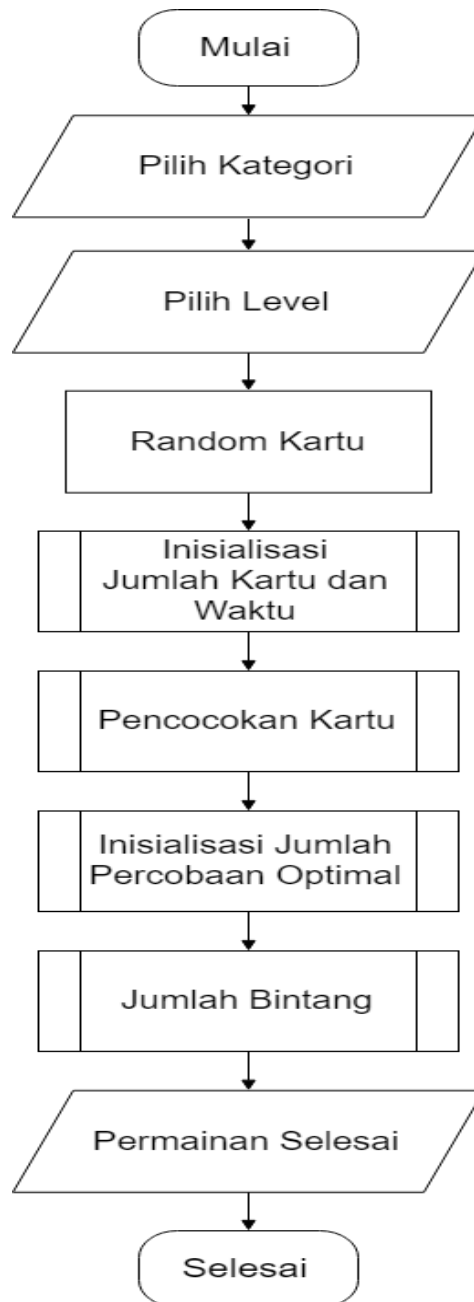 Mulai
Pilih Kategori
Pilih Level
Random Kartu
Inisialisasi
Jumlah Kartu dan
Waktu
Pencocokan Kartu
Inisialisasi Jumlah
Percobaan Optimal
Jumlah Bintang
Permainan Selesai
Selesai